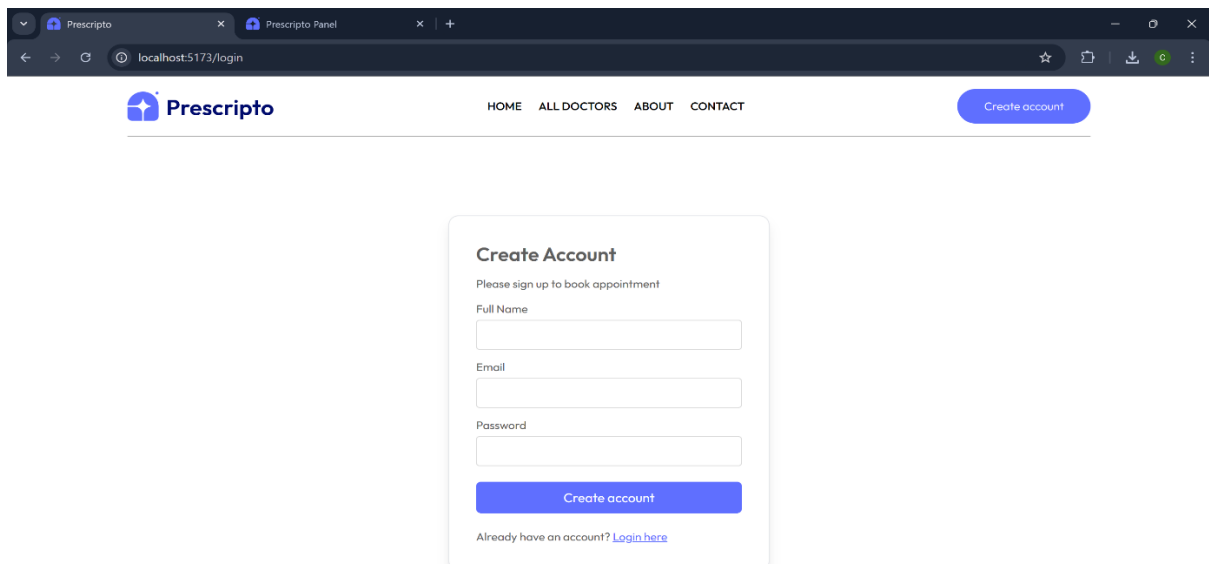 Prescripto
Prescripto Panel
localhost:5173/login
C
Prescripto
HOME ALL DOCTORS ABOUT CONTACT
Create account
Create Account
Please sign up to book appointment
Full Name
Email
Password
Create account
Already have an account? Login here